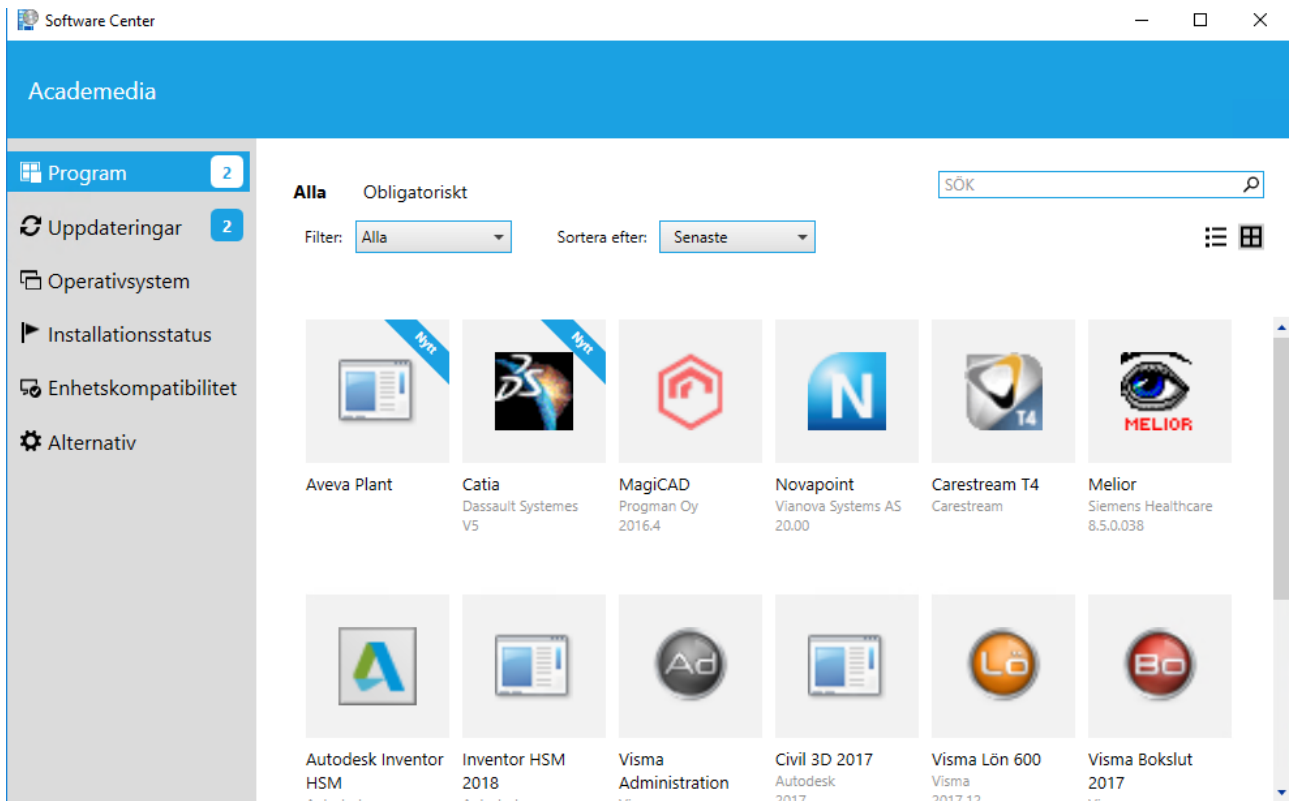 Software Center
Academedia
Program 2
Uppdateringar 2
Operativsystem
Installationsstatus
Enhetskompatibilitet
Alternativ
Alla Obligatoriskt
SÖK
Filter: Alla Sortera efter: Senaste
Nytt Nytt
N T4 MELIOR
Aveva Plant
Catia
Dassault Systemes
V5
MagiCAD
Progman Oy
2016.4
Novapoint
Vianova Systems AS
20.00
Carestream T4
Carestream
Melior
Siemens Healthcare
8.5.0.038
Ad Lö Bo
Autodesk Inventor
HSM
Inventor HSM
2018
Visma
Administration
Civil 3D 2017
Autodesk
2017
Visma Lön 600
Visma
2017.12
Visma Bokslut
2017